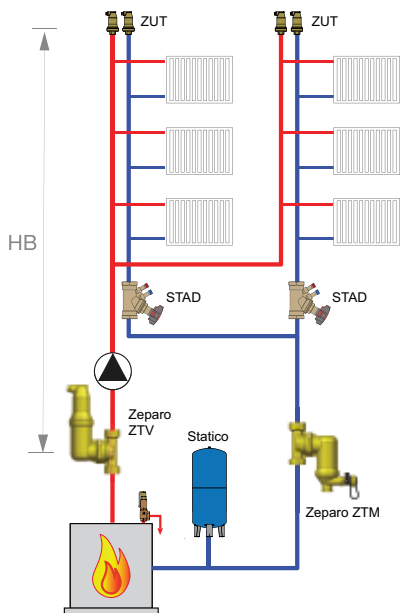 ZUT
ZUT
HB
STAD
STAD
Zeparo
ZTV
Statico
Zeparo ZTM